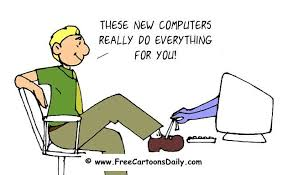 THESE NEW COMPUTERS
REALLY DO EVERYTHING
FOR YOU!
© www.FreeCartoonsDaily.com